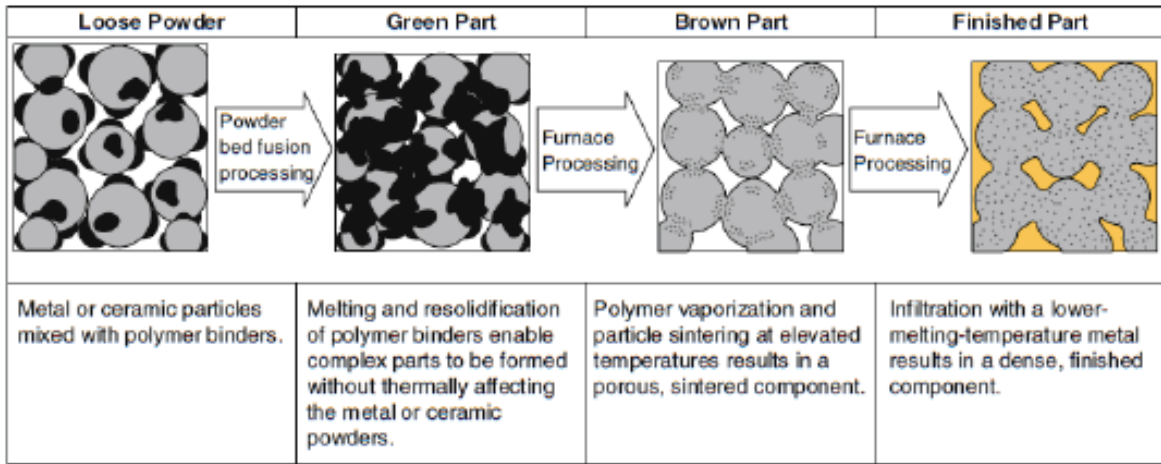 Loose Powder
Green Part
Brown Part
Finished Part
Powder
bed fusion
processing
Furnace
Processing
Furnace
Processing
Metal or ceramic particles
mixed with polymer binders.
Melting and resolidification
of polymer binders enable
complex parts to be formed
without thermally affecting
the metal or ceramic
powders.
Polymer vaporization and
particle sintering at elevated
temperatures results in a
porous, sintered component.
Infiltration with a lower-
melting-temperature metal
results in a dense, finished
component.